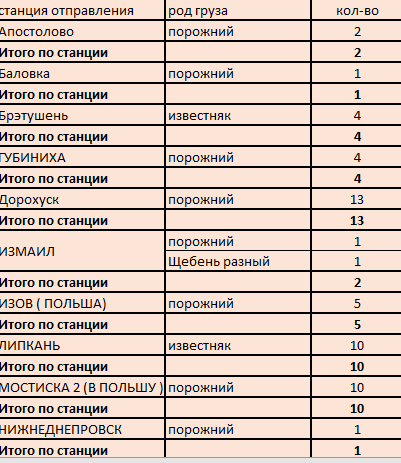 станция отправления род груза кол-во
Апостолово порожний 2
Итого по станции 2
Баловка порожний 1
Итого по станции 1
Брэтушень известняк 4
Итого по станции 4
ГУБИНИХА порожний 4
Итого по станции 4
Дорохуск порожний 13
Итого по станции 13
ИЗМАИЛ порожний 1
Щебень разный 1
Итого по станции 2
ИЗОВ ( ПОЛЬША) порожний 5
Итого по станции 5
ЛИПКАНЬ известняк 10
Итого по станции 10
МОСТИСКА 2 (В ПОЛЬШУ ) порожний 10
Итого по станции 10
НИЖНЕДНЕПРОВСК порожний 1
Итого по станции 1